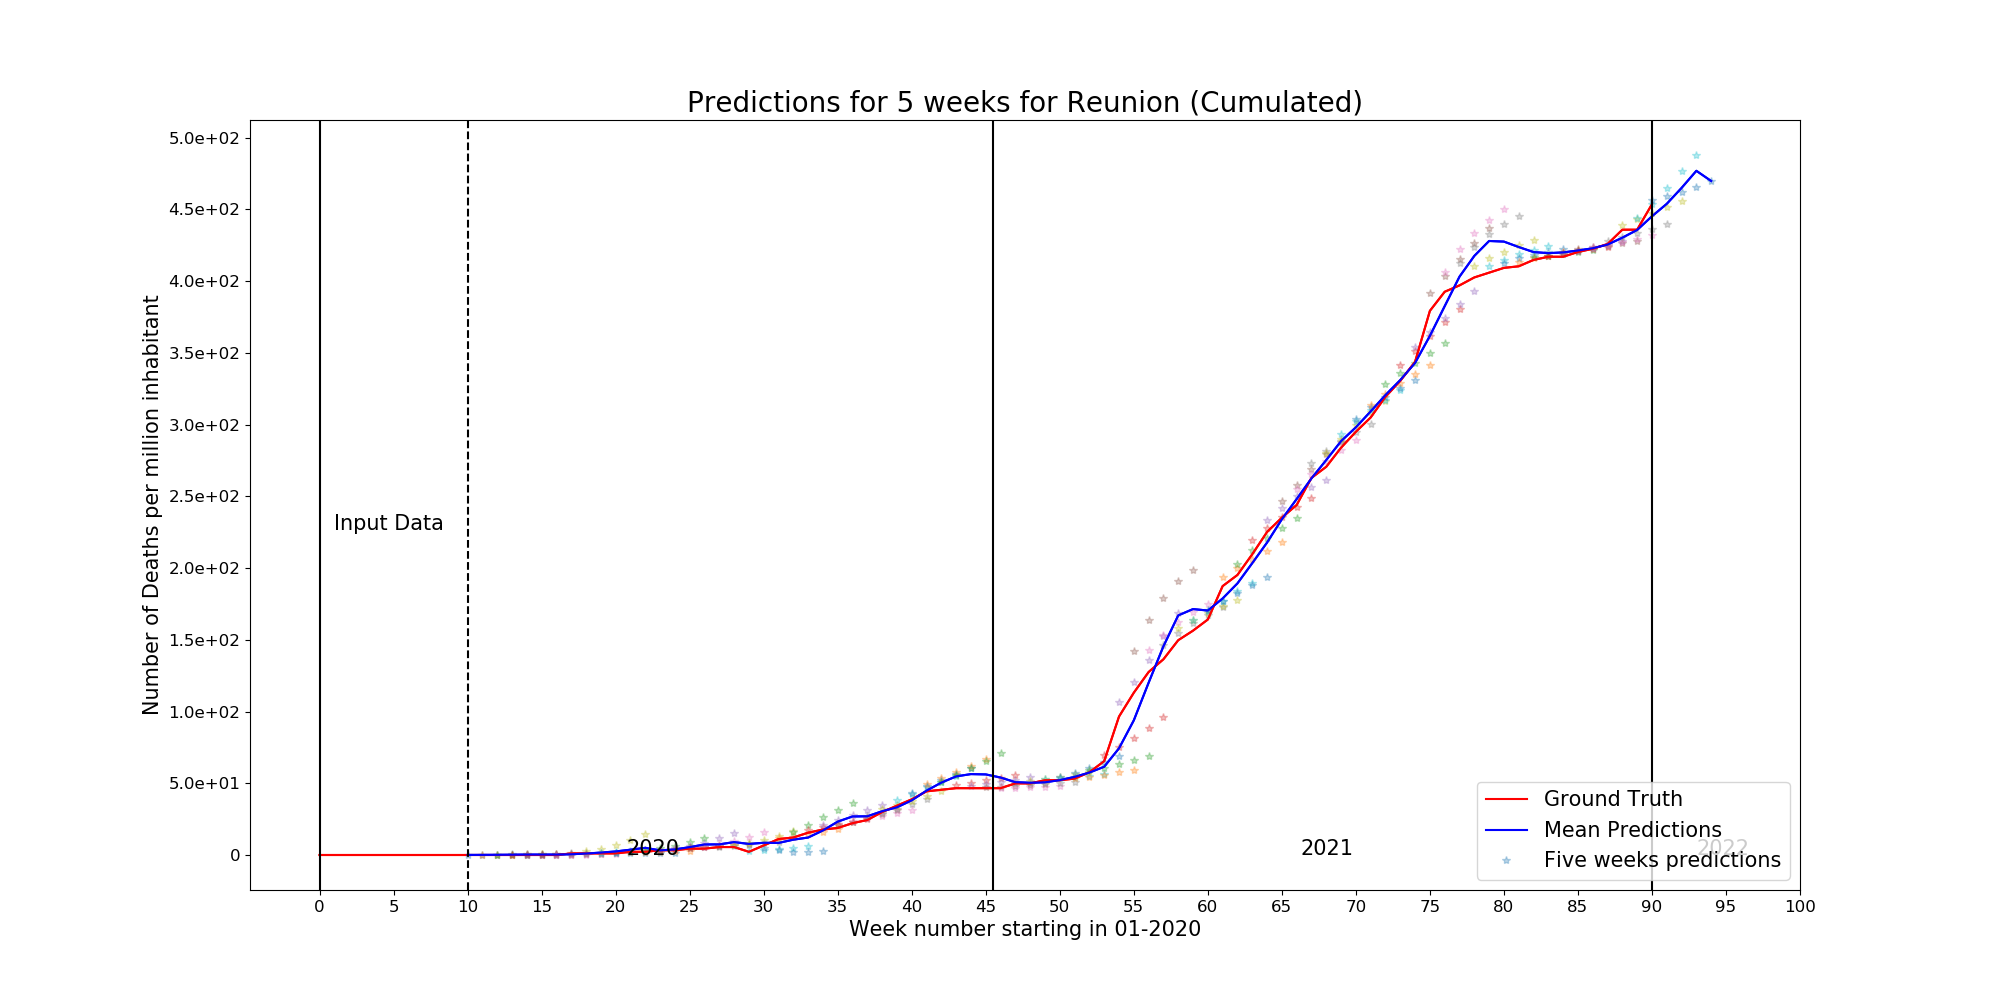 Predictions for 5 weeks for Reunion (Cumulated)
5.0e+02
4.5e+02
4.0e+02
3.5e+02
3.0e+02
2.5e+02
2.0e+02
1.5e+02
1.0e+02
5.0e+01
0
Number of Deaths per million inhabitant
Input Data
2020
2021
2022
Ground Truth
Mean Predictions
Five weeks predictions
0 5 10 15 20 25 30 35 40 45 50 55 60 65 70 75 80 85 90 95 100
Week number starting in 01-2020